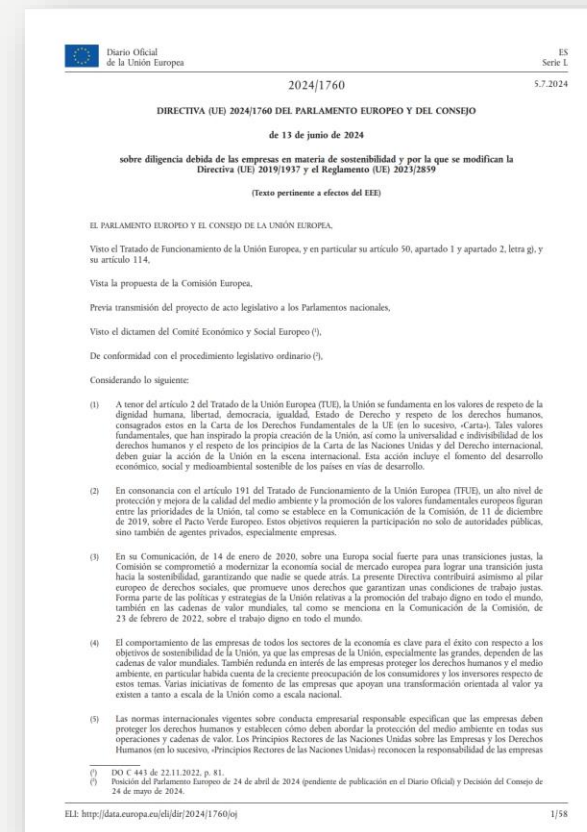 Diario Oficial
de la Unión Europea
ES
Serie L
2024/1760
5.7.2024
DIRECTIVA (UE) 2024/1760 DEL PARLAMENTO EUROPEO Y DEL CONSEJO
de 13 de junio de 2024
sobre diligencia debida de las empresas en materia de sostenibilidad y por la que se modifican la
Directiva (UE) 2019/1937 y el Reglamento (UE) 2023/2859
(Texto pertinente a efectos del EEE)
EL PARLAMENTO EUROPEO Y EL CONSEJO DE LA UNIÓN EUROPEA,
Visto el Tratado de Funcionamiento de la Unión Europea, y en particular su artículo 50, apartado 1 y apartado 2, letra g), y
su artículo 114,
Vista la propuesta de la Comisión Europea,
Previa transmisión del proyecto de acto legislativo a los Parlamentos nacionales,
Visto el dictamen del Comité Económico y Social Europeo (¹),
De conformidad con el procedimiento legislativo ordinario (²),
Considerando lo siguiente:
(1) A tenor del artículo 2 del Tratado de la Unión Europea (TUE), la Unión se fundamenta en los valores de respeto de la
dignidad humana, libertad, democracia, igualdad, Estado de Derecho y respeto de los derechos humanos,
consagrados estos en la Carta de los Derechos Fundamentales de la UE (en lo sucesivo, «Carta»). Tales valores
fundamentales, que han inspirado la propia creación de la Unión, así como la universalidad e indivisibilidad de los
derechos humanos y el respeto de los principios de la Carta de las Naciones Unidas y del Derecho internacional,
deben guiar la acción de la Unión en la escena internacional. Esta acción incluye el fomento del desarrollo
económico, social y medioambiental sostenible de los países en vías de desarrollo.
(2) En consonancia con el artículo 191 del Tratado de Funcionamiento de la Unión Europea (TFUE), un alto nivel de
protección y mejora de la calidad del medio ambiente y la promoción de los valores fundamentales europeos figuran
entre las prioridades de la Unión, tal como se establece en la Comunicación de la Comisión, de 11 de diciembre
de 2019, sobre el Pacto Verde Europeo. Estos objetivos requieren la participación no solo de autoridades públicas,
sino también de agentes privados, especialmente empresas.
(3) En su Comunicación, de 14 de enero de 2020, sobre una Europa social fuerte para unas transiciones justas, la
Comisión se comprometió a modernizar la economía social de mercado europea para lograr una transición justa
hacia la sostenibilidad, garantizando que nadie se quede atrás. La presente Directiva contribuirá asimismo al pilar
europeo de derechos sociales, que promueve unos derechos que garantizan unas condiciones de trabajo justas.
Forma parte de las políticas y estrategias de la Unión relativas a la promoción del trabajo digno en todo el mundo,
también en las cadenas de valor mundiales, tal como se menciona en la Comunicación de la Comisión, de
23 de febrero de 2022, sobre el trabajo digno en todo el mundo.
(4) El comportamiento de las empresas de todos los sectores de la economía es clave para el éxito con respecto a los
objetivos de sostenibilidad de la Unión, ya que las empresas de la Unión, especialmente las grandes, dependen de las
cadenas de valor mundiales. También redunda en interés de las empresas proteger los derechos humanos y el medio
ambiente, en particular habida cuenta de la creciente preocupación de los consumidores y los inversores respecto de
estos temas. Varias iniciativas de fomento de las empresas que apoyan una transformación orientada al valor ya
existen a tanto a escala de la Unión como a escala nacional.
(5) Las normas internacionales vigentes sobre conducta empresarial responsable especifican que las empresas deben
proteger los derechos humanos y establecen cómo deben abordar la protección del medio ambiente en todas sus
operaciones y cadenas de valor. Los Principios Rectores de las Naciones Unidas sobre las Empresas y los Derechos
Humanos (en lo sucesivo, «Principios Rectores de las Naciones Unidas») reconocen la responsabilidad de las empresas
(¹) DO C 443 de 22.11.2022, p. 81.
(²) Posición del Parlamento Europeo de 24 de abril de 2024 (pendiente de publicación en el Diario Oficial) y Decisión del Consejo de
24 de mayo de 2024.
ELI: http://data.europa.eu/eli/dir/2024/1760/oj
1/58